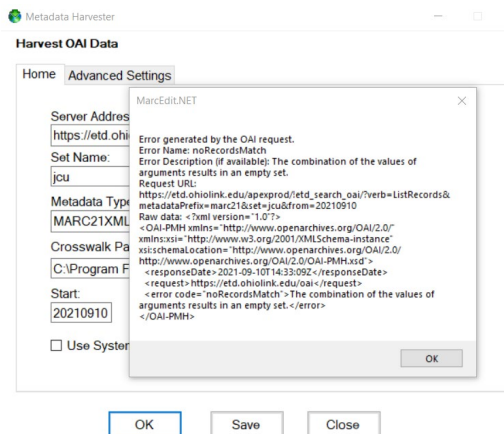 Metadata Harvester
Harvest OAI Data
Home Advanced Settings
Server Addres
https://etd.ohi
Set Name:
jcu
Metadata Type
MARC21XML
Crosswalk Pa
C:\Program F
Start:
20210910
Use System
MarcEdit.NET
Error generated by the OAI request.
Error Name: noRecordsMatch
Error Description (if available): The combination of the values of
arguments results in an empty set.
Request URL:
https://etd.ohiolink.edu/apexprod/!etd_search_oai/?verb=ListRecords&
metadataPrefix=marc21&set=jcu&from=20210910
Raw data: <?xml version="1.0"?>
<OAI-PMH xmlns="http://www.openarchives.org/OAI/2.0/"
xmlns:xsi="http://www.w3.org/2001/XMLSchema-instance"
xsi:schemaLocation="http://www.openarchives.org/OAI/2.0/
http://www.openarchives.org/OAI/2.0/OAI-PMH.xsd">
<responseDate>2021-09-10T14:33:09Z</responseDate>
<request>https://etd.ohiolink.edu/oai</request>
<error code="noRecordsMatch">The combination of the values of
arguments results in an empty set.</error>
</OAI-PMH>
OK
OK Save Close